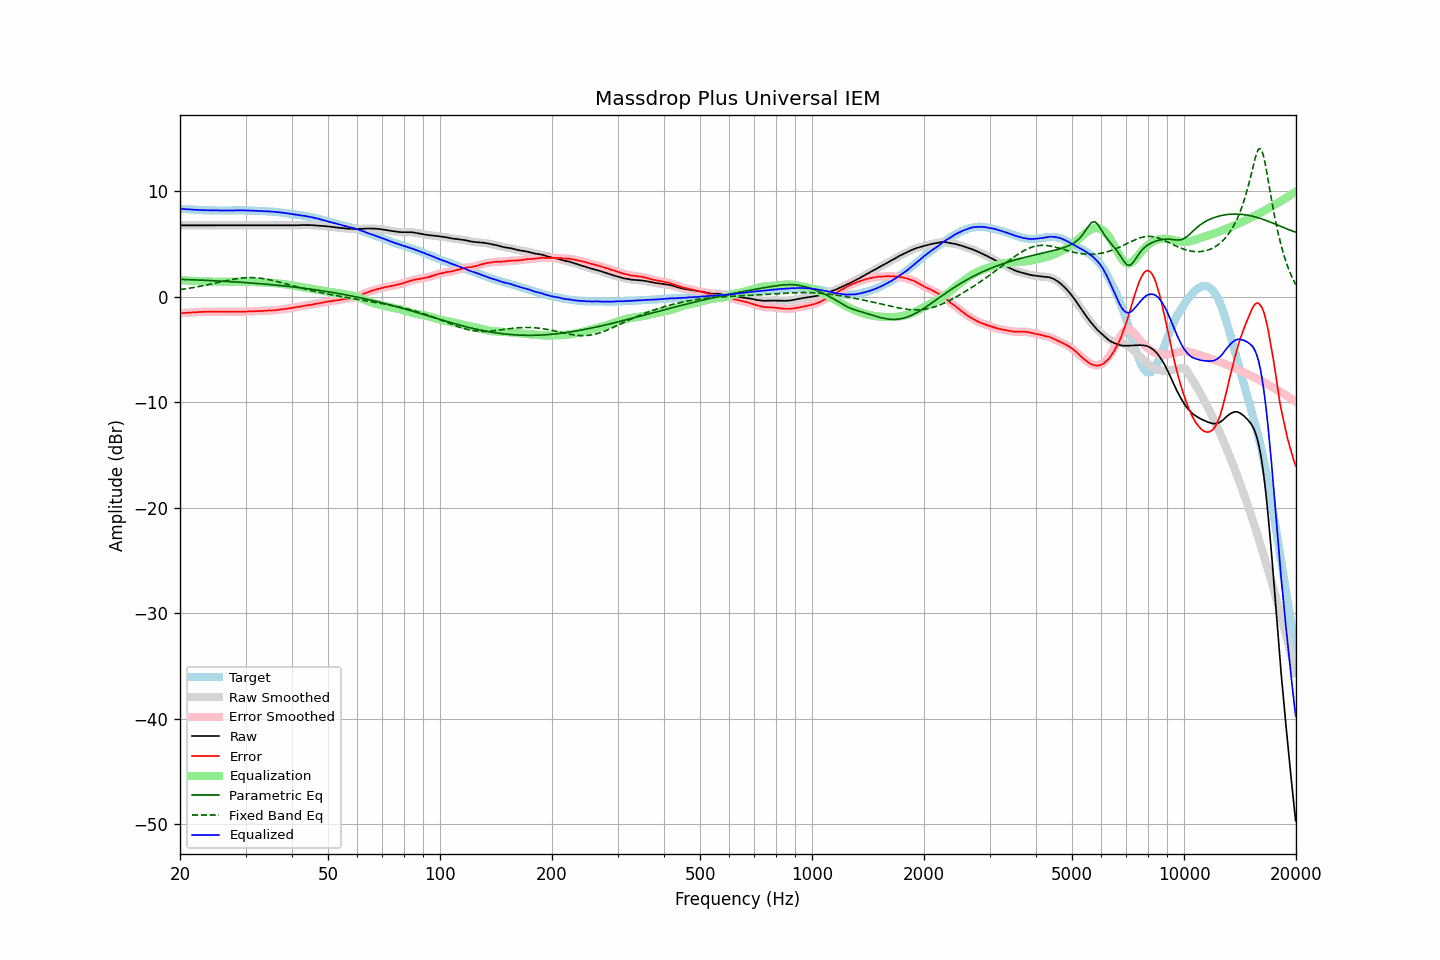 Massdrop Plus Universal IEM
Amplitude (dBr)
10
0
−10
−20
−30
−40
−50
Target
Raw Smoothed
Error Smoothed
Raw
Error
Equalization
Parametric Eq
Fixed Band Eq
Equalized
20 50 100 200 500 1000 2000 5000 10000 20000
Frequency (Hz)